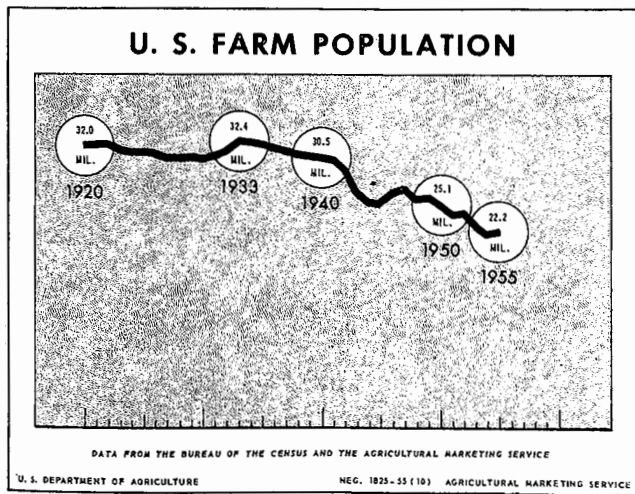 U. S. FARM POPULATION
32.0
MIL.
1920
32.4
MIL.
1933
30.5
MIL.
1940
25.1
MIL.
1950
22.2
MIL.
1955
DATA FROM THE BUREAU OF THE CENSUS AND THE AGRICULTURAL MARKETING SERVICE
U. S. DEPARTMENT OF AGRICULTURE NEG. 1825-55 (10) AGRICULTURAL MARKETING SERVICE